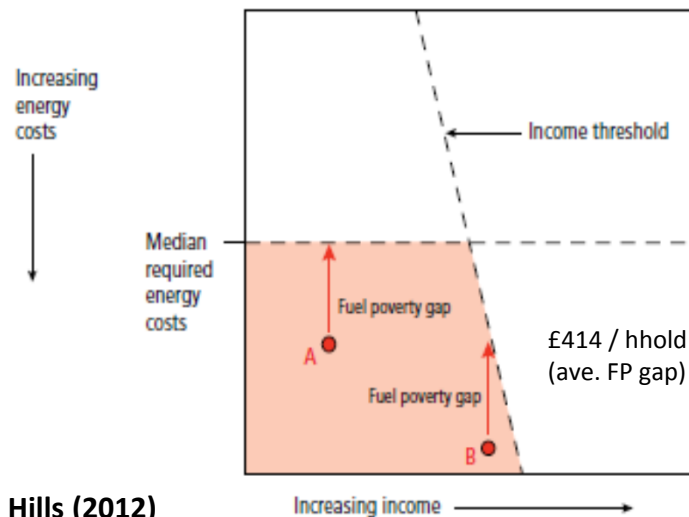 Increasing
energy
costs
Income threshold
Median
required
energy
costs
Fuel poverty gap
A
£414 / hhold
(ave. FP gap)
Fuel poverty gap
B
Hills (2012)
Increasing income